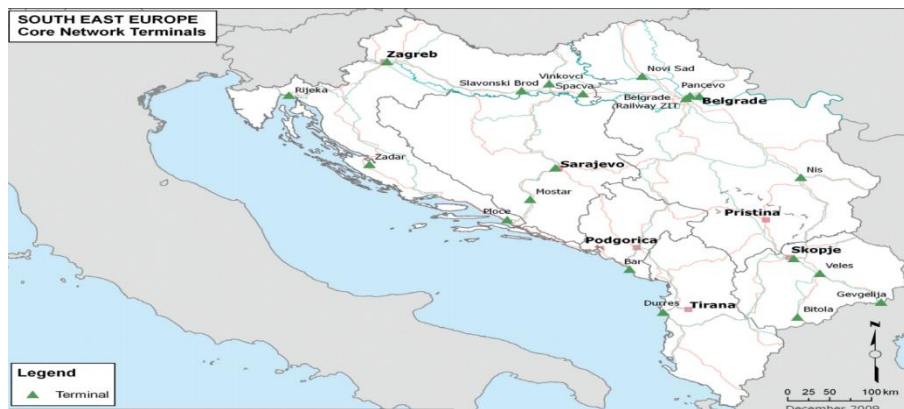 SOUTH EAST EUROPE
Core Network Terminals
Zagreb
Rijeka
Slavonski Brod
Vinkovci
Spacva
Novi Sad
Pancevo
Belgrade
Railway ZIT
Belgrade
Zadar
Sarajevo
Mostar
Nis
Ploce
Pristina
Podgorica
Skopje
Bar
Veles
Durres
Tirana
Gevgelija
Bitola
Legend
Terminal
N
0 25 50 100 km
December 2009